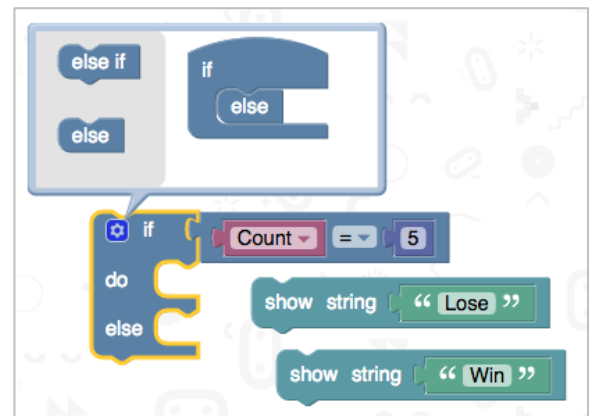 else if
if
else
else
if Count = 5
do
show string “ Lose ”
else
show string “ Win ”